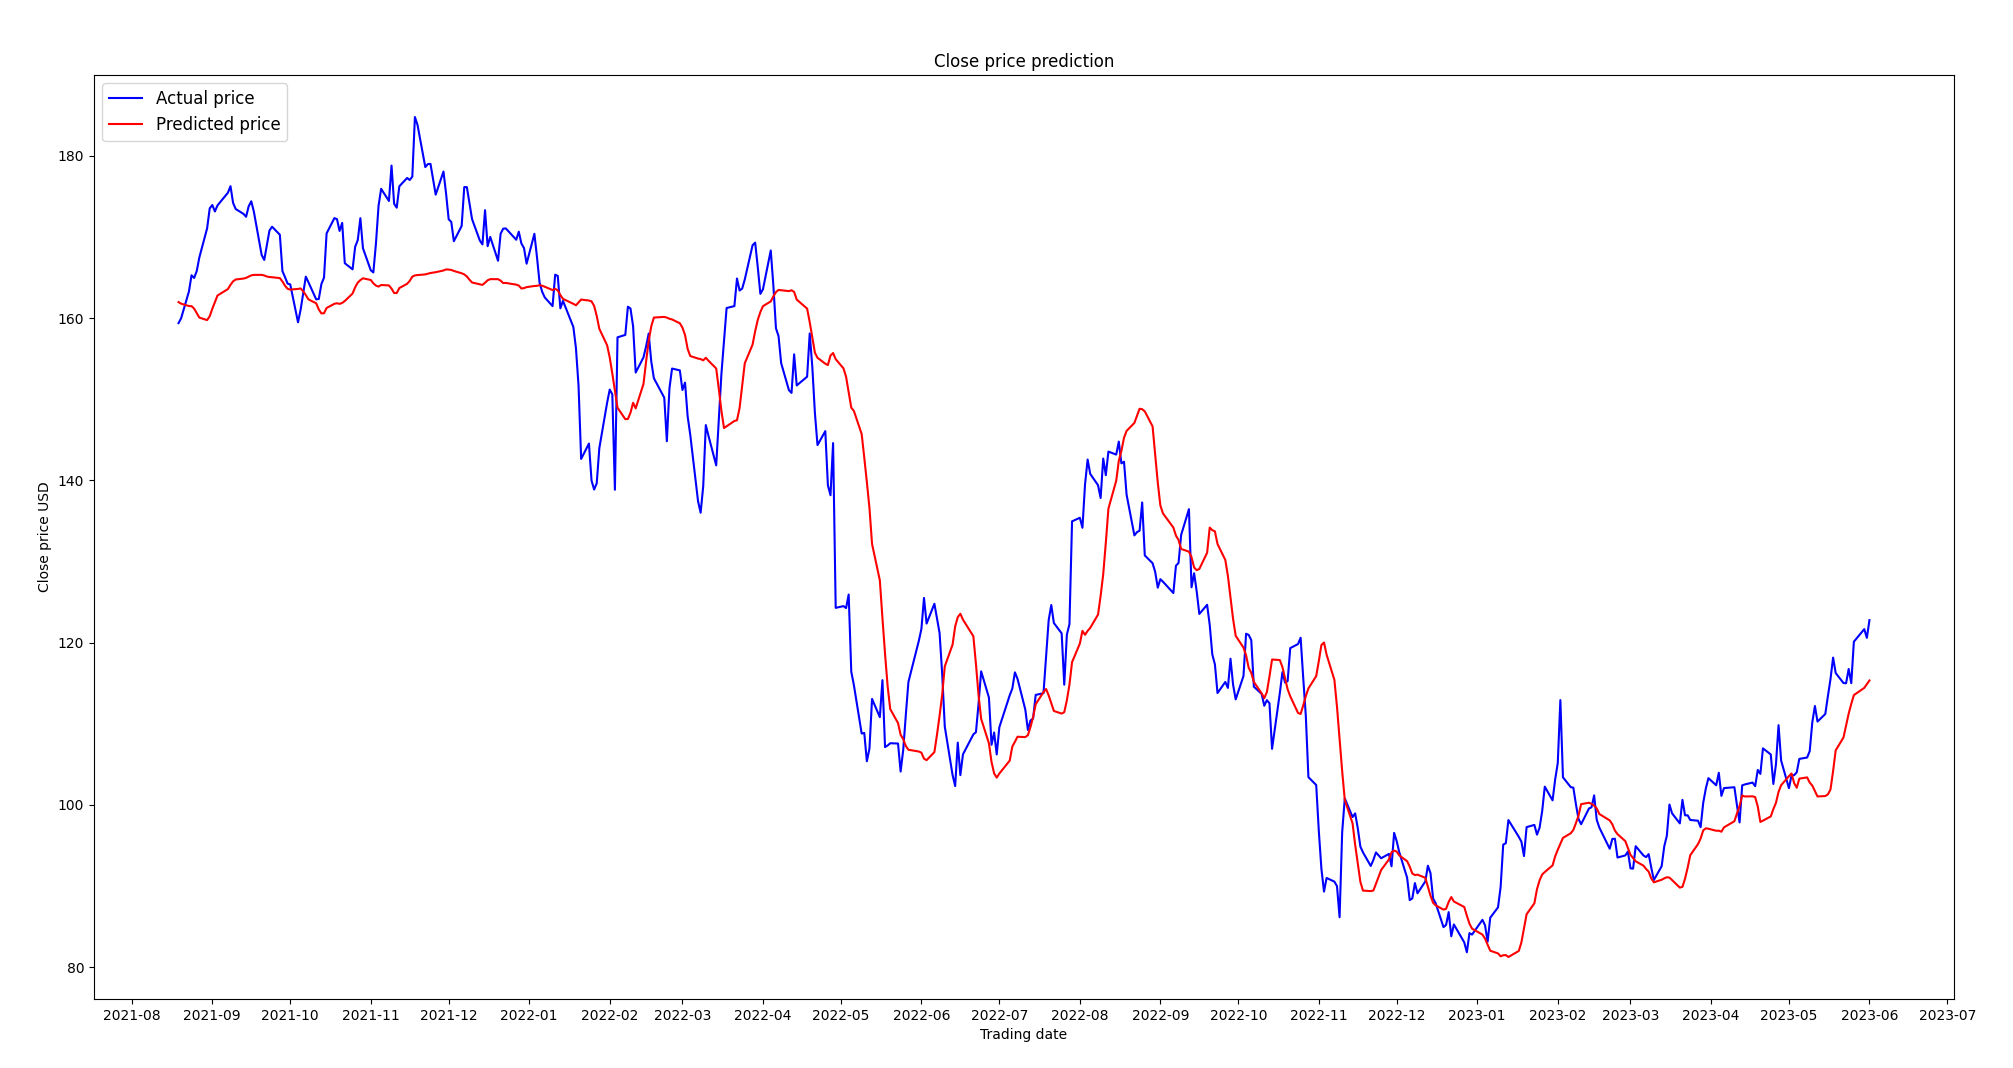 Close price prediction
Actual price
Predicted price
180
160
140
120
100
80
Close price USD
2021-08 2021-09 2021-10 2021-11 2021-12 2022-01 2022-02 2022-03 2022-04 2022-05 2022-06 2022-07 2022-08 2022-09 2022-10 2022-11 2022-12 2023-01 2023-02 2023-03 2023-04 2023-05 2023-06 2023-07
Trading date